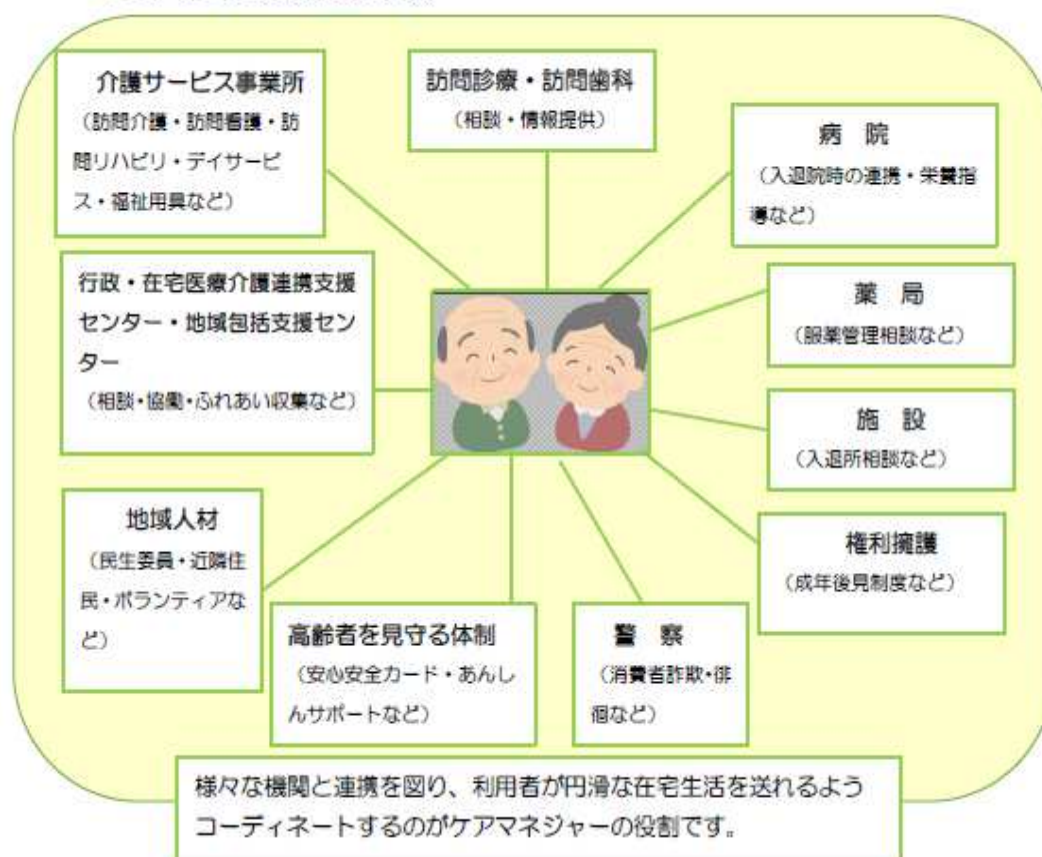 介護サービス事業所
（訪問介護・訪問看護・訪
問リハビリ・デイサービ
ス・福祉用具など）
訪問診療・訪問歯科
（相談・情報提供）
病　院
（入退院時の連携・栄養指
導など）
行政・在宅医療介護連携支援
センター・地域包括支援セン
ター
（相談・協働・ふれあい収集など）
薬　局
（服薬管理相談など）
施　設
（入退所相談など）
地域人材
（民生委員・近隣住
民・ボランティアな
ど）
権利擁護
（成年後見制度など）
高齢者を見守る体制
（安心安全カード・あんし
んサポートなど）
警　察
（消費者詐欺・徘
徊など）
様々な機関と連携を図り、利用者が円滑な在宅生活を送れるよう
コーディネートするのがケアマネジャーの役割です。